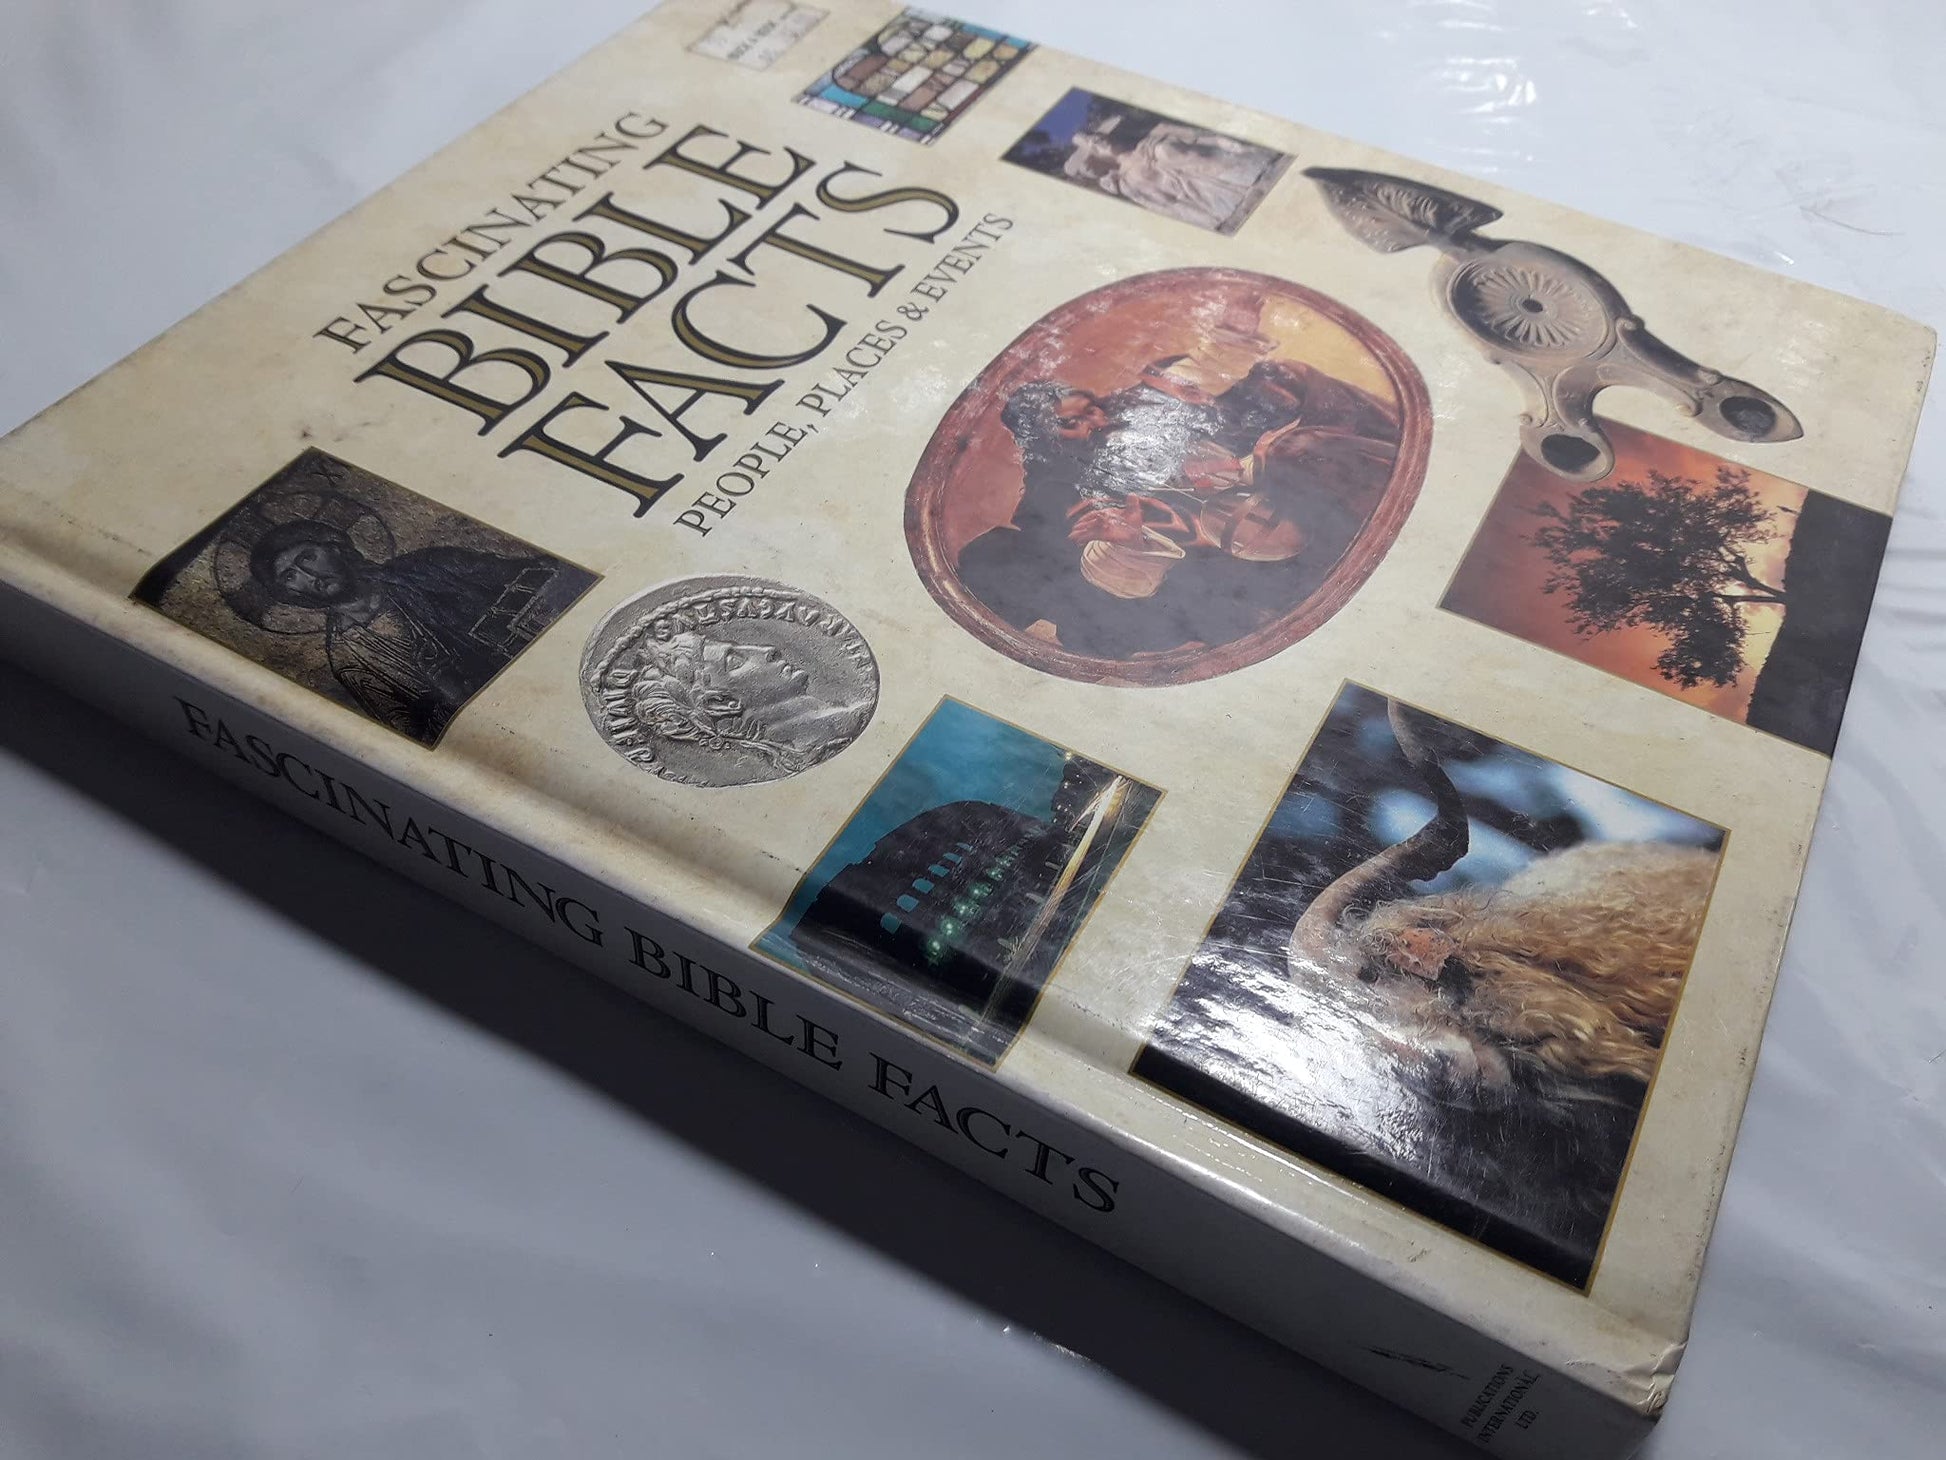 FASCINATING
BIBLE
FACTS
PEOPLE, PLACES & EVENTS
FASCINATING BIBLE FACTS
PUBLICATIONS
INTERNATIONAL,
LTD.